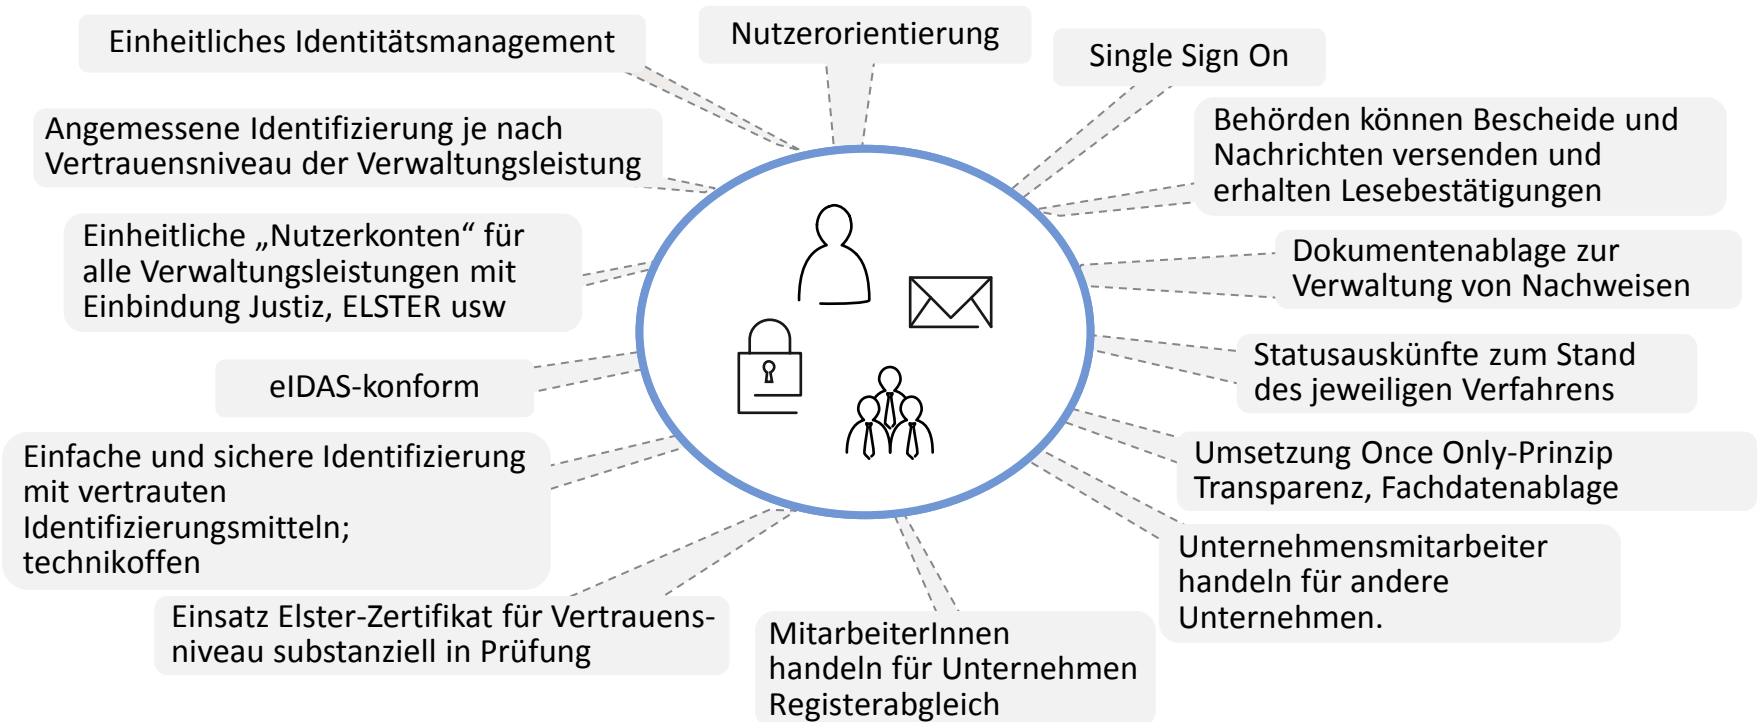 Einheitliches Identitätsmanagement
Nutzerorientierung
Single Sign On
Angemessene Identifizierung je nach
Vertrauensniveau der Verwaltungsleistung
Behörden können Bescheide und
Nachrichten versenden und
erhalten Lesebestätigungen
Einheitliche „Nutzerkonten“ für
alle Verwaltungsleistungen mit
Einbindung Justiz, ELSTER usw
Dokumentenablage zur
Verwaltung von Nachweisen
eIDAS-konform
Statusauskünfte zum Stand
des jeweiligen Verfahrens
Einfache und sichere Identifizierung
mit vertrauten
Identifizierungsmitteln;
technikoffen
Umsetzung Once Only-Prinzip
Transparenz, Fachdatenablage
Unternehmensmitarbeiter
handeln für andere
Unternehmen.
Einsatz Elster-Zertifikat für Vertrauens-
niveau substanziell in Prüfung
MitarbeiterInnen
handeln für Unternehmen
Registerabgleich